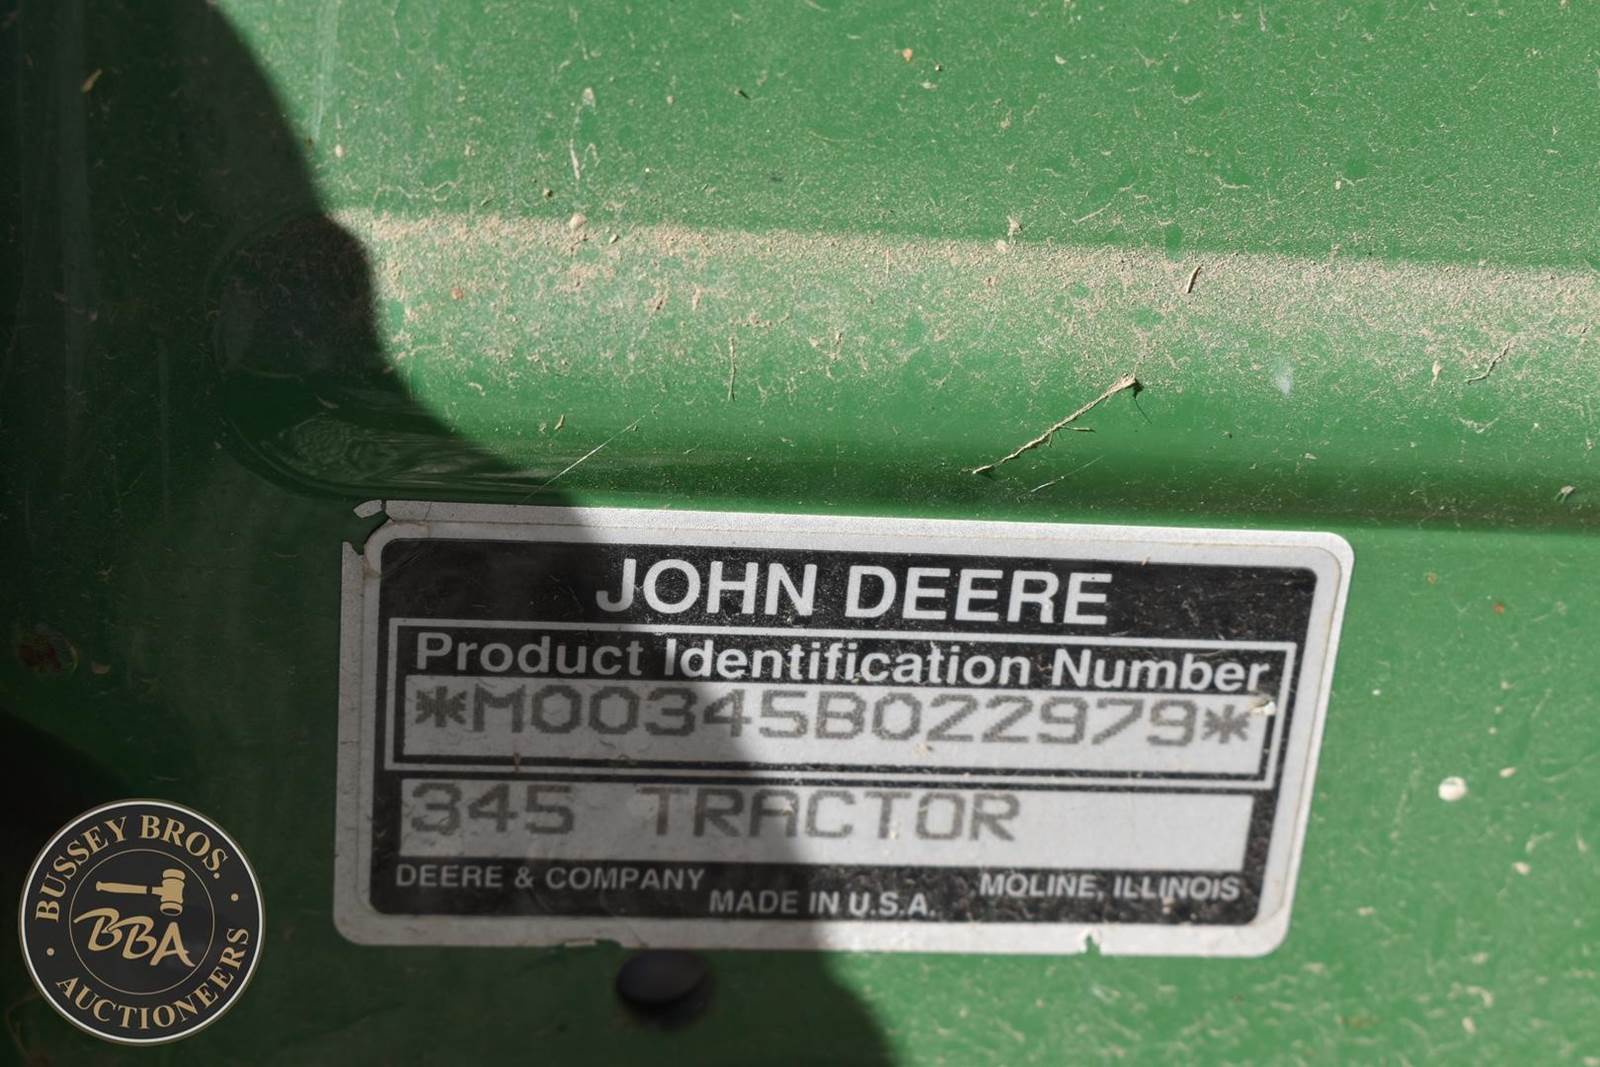 JOHN DEERE
Product Identification Number
*M00345B022979*
345 TRACTOR
DEERE & COMPANY
MOLINE, ILLINOIS
MADE IN U.S.A.
BUSSEY BROS.
BBA
AUCTIONEERS